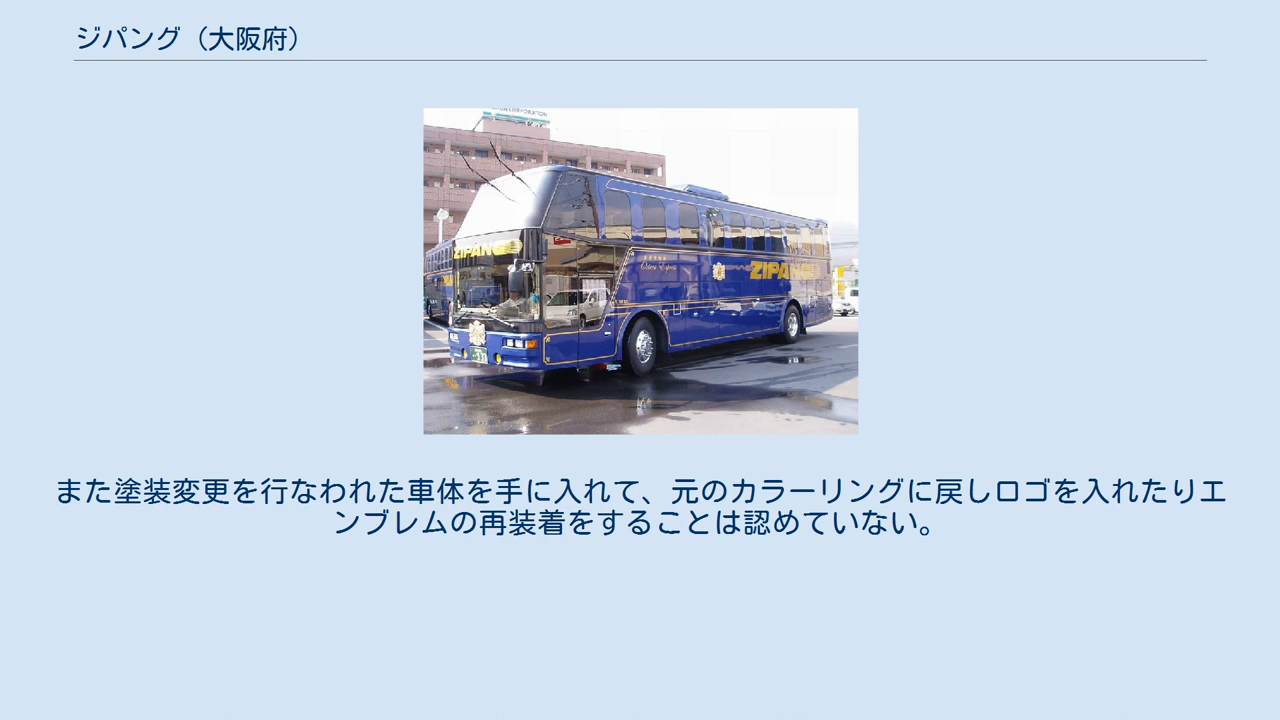 ジパング（大阪府）
ZIPANG
ZIPANG
また塗装変更を行なわれた車体を手に入れて、元のカラーリングに戻しロゴを入れたりエ
ンブレムの再装着をすることは認めていない。